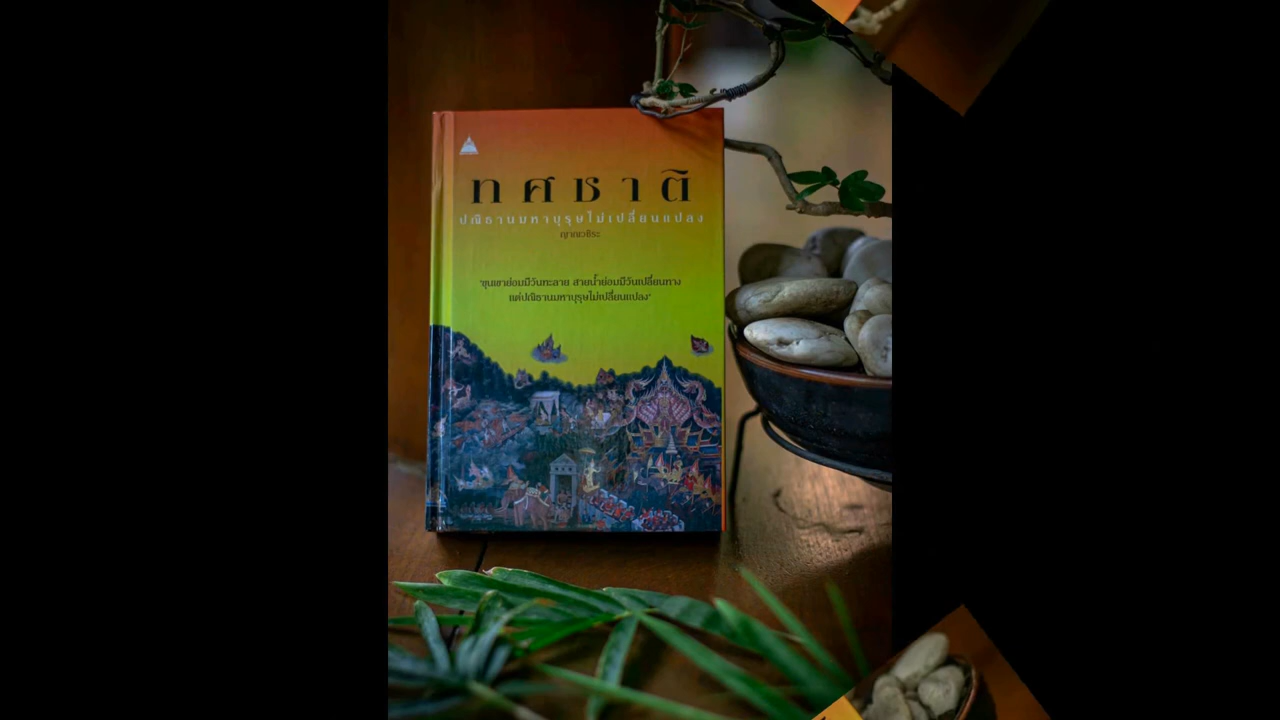 ทศชาติ
ปณิธานมหาบุรุษไม่เปลี่ยนแปลง
ญาณวชิระ
"ขุนเขาย่อมมีวันทะลาย สายน้ำย่อมมีวันเปลี่ยนทาง
แต่ปณิธานมหาบุรุษไม่เปลี่ยนแปลง"